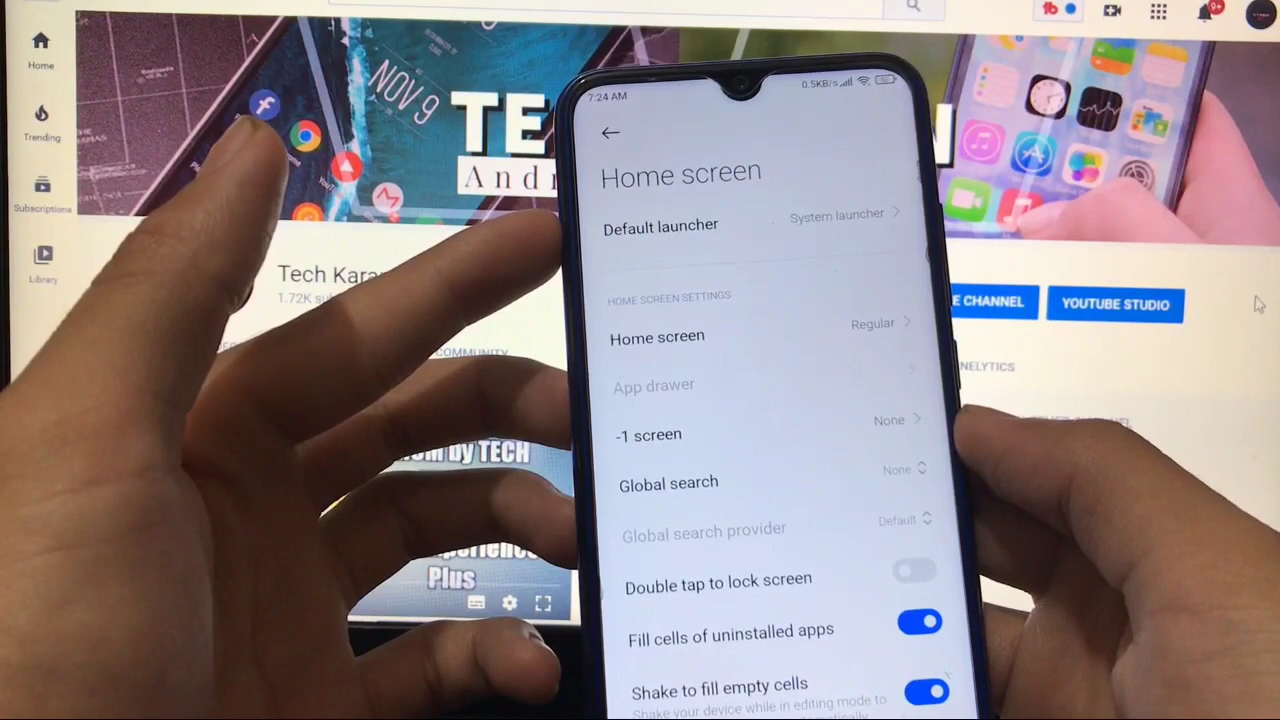 9+
Home
Trending
Subscriptions
Library
NOV 9
TE
N
Andr
Tech Kara
1.72K su
COMMUNITY
E CHANNEL
YOUTUBE STUDIO
NELYTICS
by TECH
Plus
7:24 AM
0.5KB/s
Home screen
Default launcher
System launcher
HOME SCREEN SETTINGS
Home screen
Regular
App drawer
-1 screen
None
Global search
None
Global search provider
Default
Double tap to lock screen
Fill cells of uninstalled apps
Shake to fill empty cells
Shake your device while in editing mode to